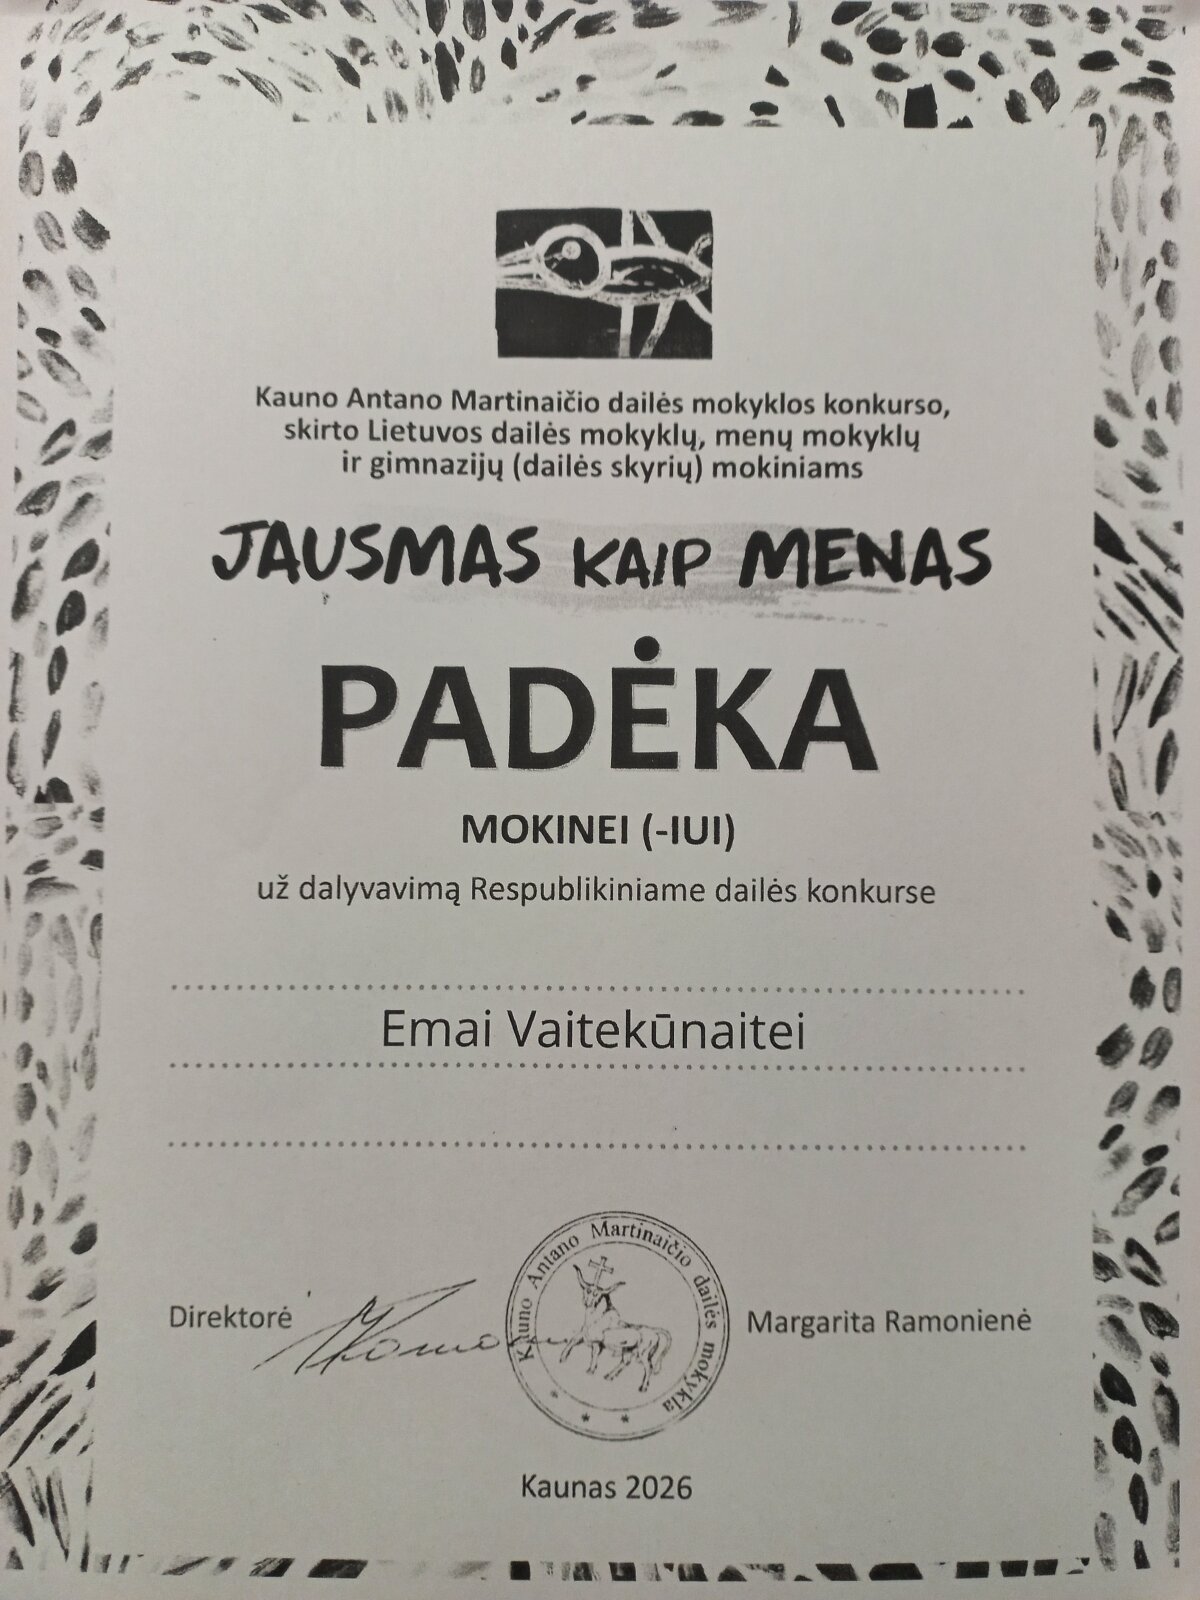 Kauno Antano Martinaičio dailės mokyklos konkurso,
skirto Lietuvos dailės mokyklų, menų mokyklų
ir gimnazijų (dailės skyrių) mokiniams
JAUSMAS KAIP MENAS
PADĖKA
MOKINEI (-IUI)
už dalyvavimą Respublikiniame dailės konkurse
Emai Vaitekūnaitei
Direktorė
Kauno Antano Martinaičio dailės mokykla
Margarita Ramonienė
Kaunas 2026